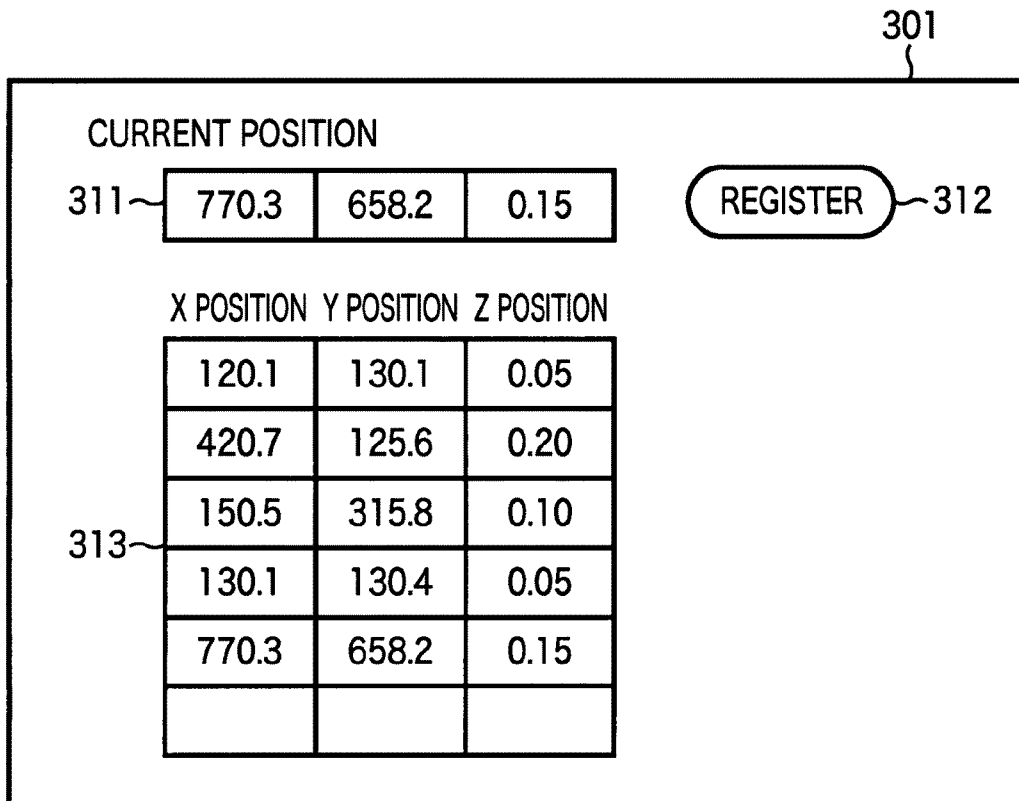 301
CURRENT POSITION
311 770.3 658.2 0.15 REGISTER 312
X POSITION Y POSITION Z POSITION
120.1 130.1 0.05
420.7 125.6 0.20
150.5 315.8 0.10
313
130.1 130.4 0.05
770.3 658.2 0.15